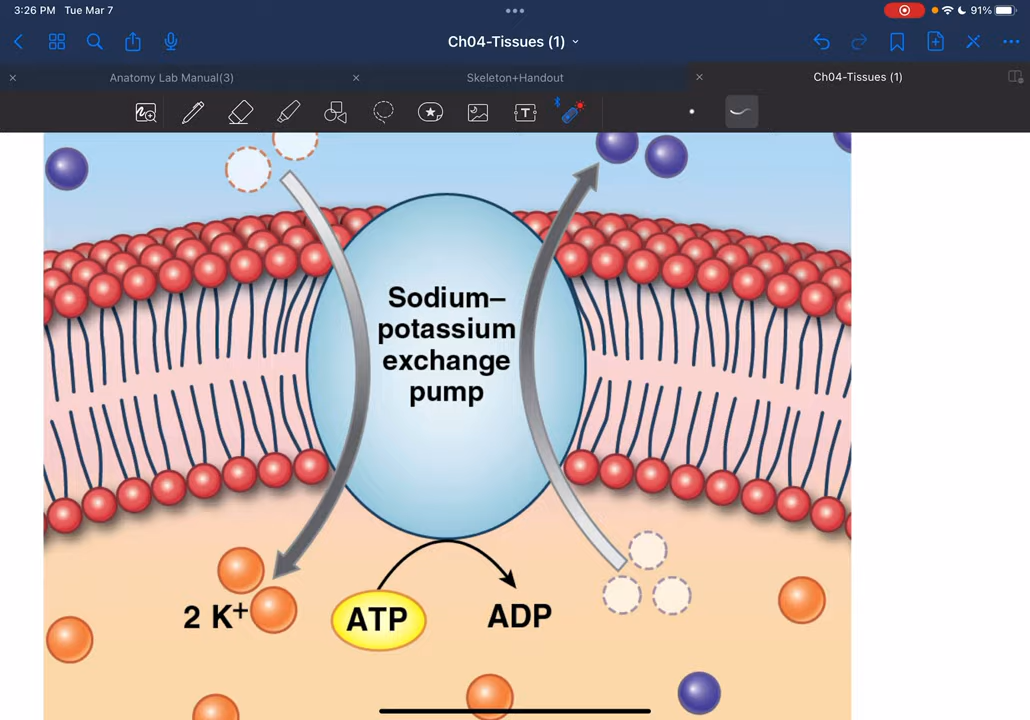 3:26 PM Tue Mar 7
91%
Ch04-Tissues (1)
Anatomy Lab Manual(3)
Skeleton+Handout
Ch04-Tissues (1)
T
Sodium–
potassium
exchange
pump
2 K+
ATP
ADP